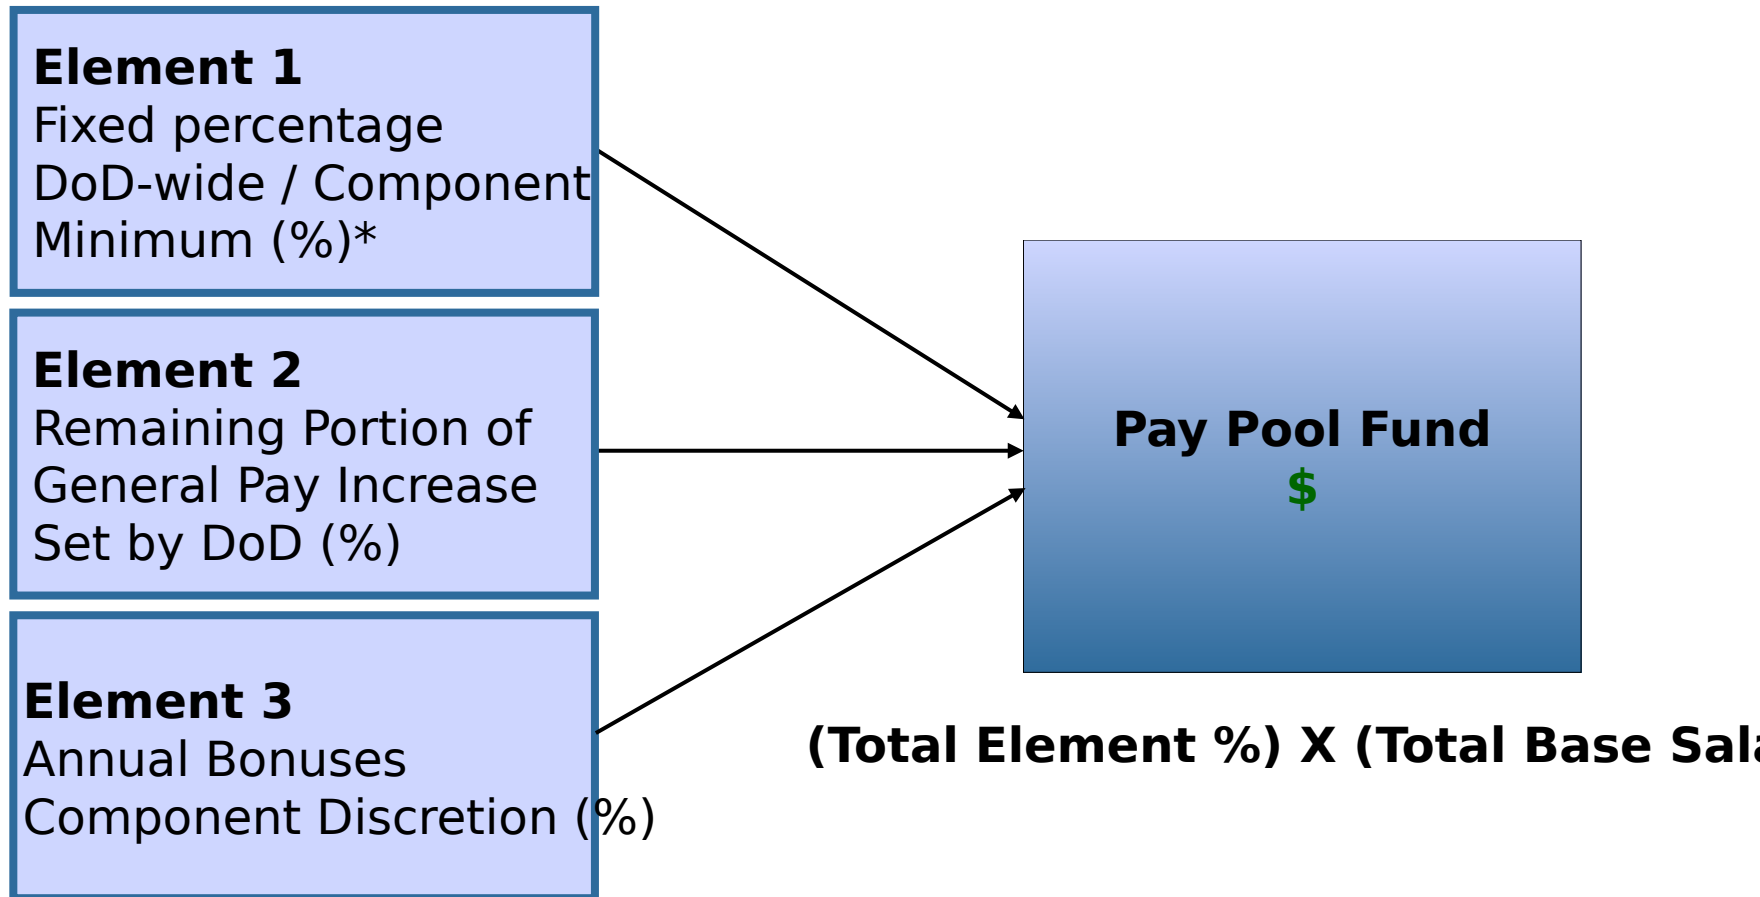 Element 1
Fixed percentage
DoD-wide / Component
Minimum (%)*
Element 2
Remaining Portion of
General Pay Increase
Set by DoD (%)
Element 3
Annual Bonuses
Component Discretion (%)
Pay Pool Fund
$
(Total Element %) X (Total Base